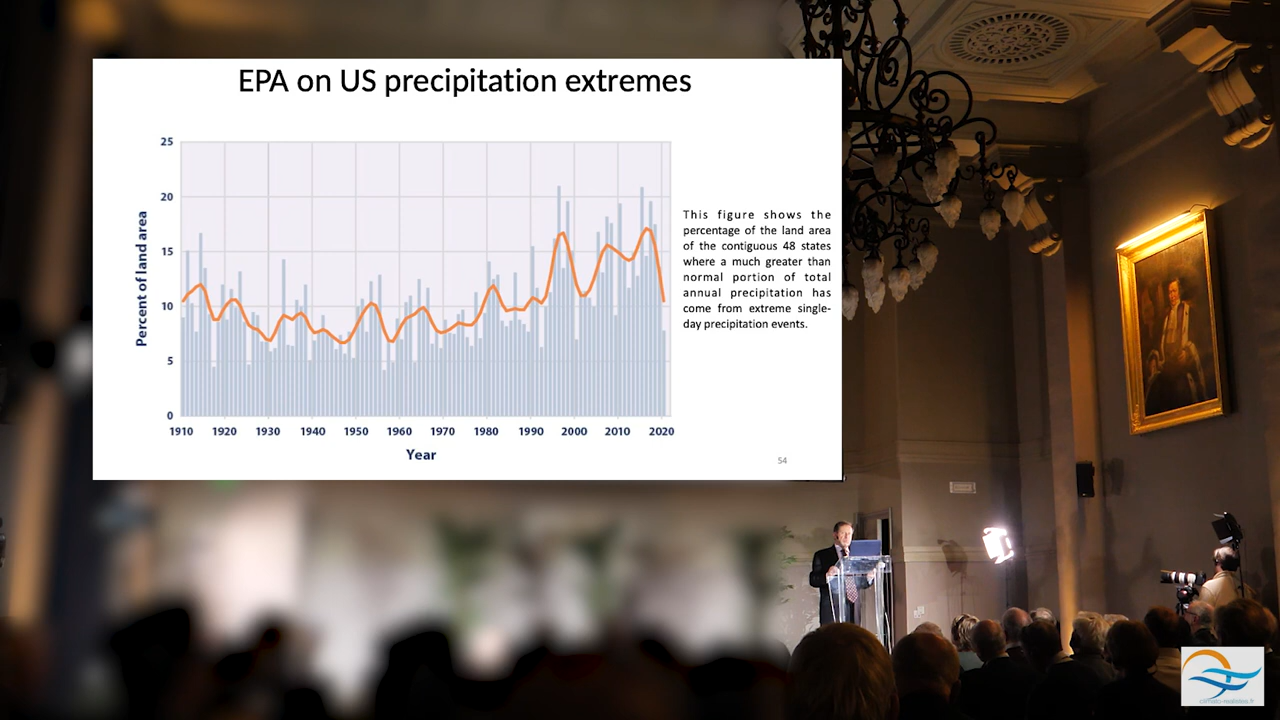 EPA on US precipitation extremes
25
20
15
10
5
0
Percent of land area
1910 1920 1930 1940 1950 1960 1970 1980 1990 2000 2010 2020
Year
This figure shows the
percentage of the land area
of the contiguous 48 states
where a much greater than
normal portion of total
annual precipitation has
come from extreme single-
day precipitation events.
54
climato-realistes.fr